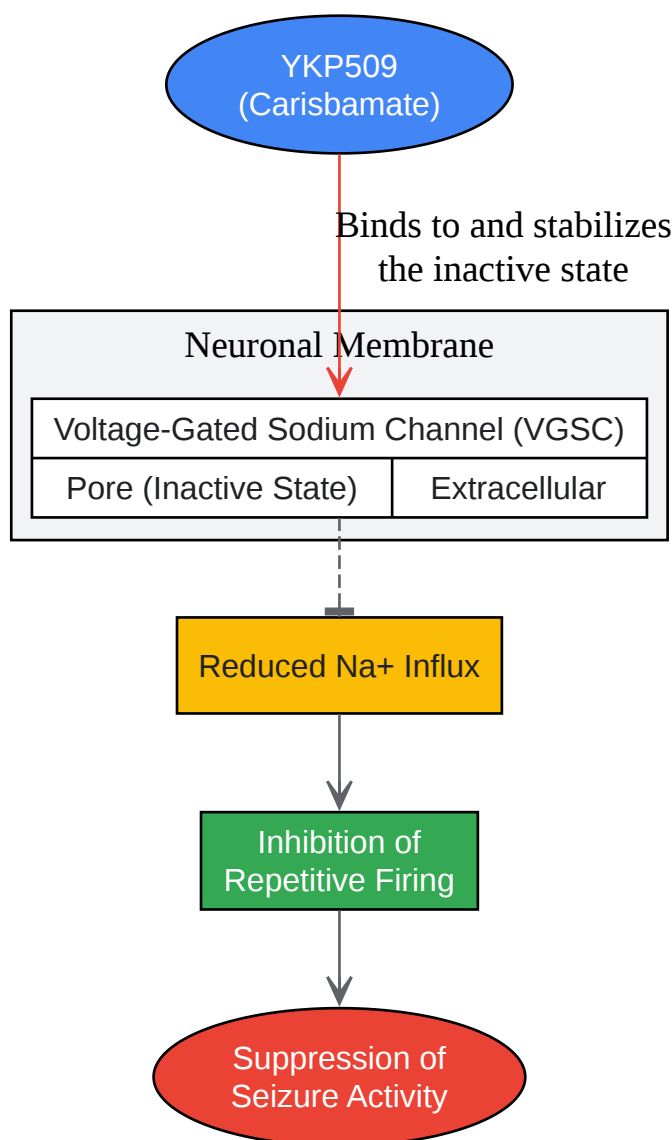 YKP509
(Carisbamate)
Binds to and stabilizes
the inactive state
Neuronal Membrane
Voltage-Gated Sodium Channel (VGSC)
Pore (Inactive State)
Extracellular
Reduced Na+ Influx
Inhibition of
Repetitive Firing
Suppression of
Seizure Activity